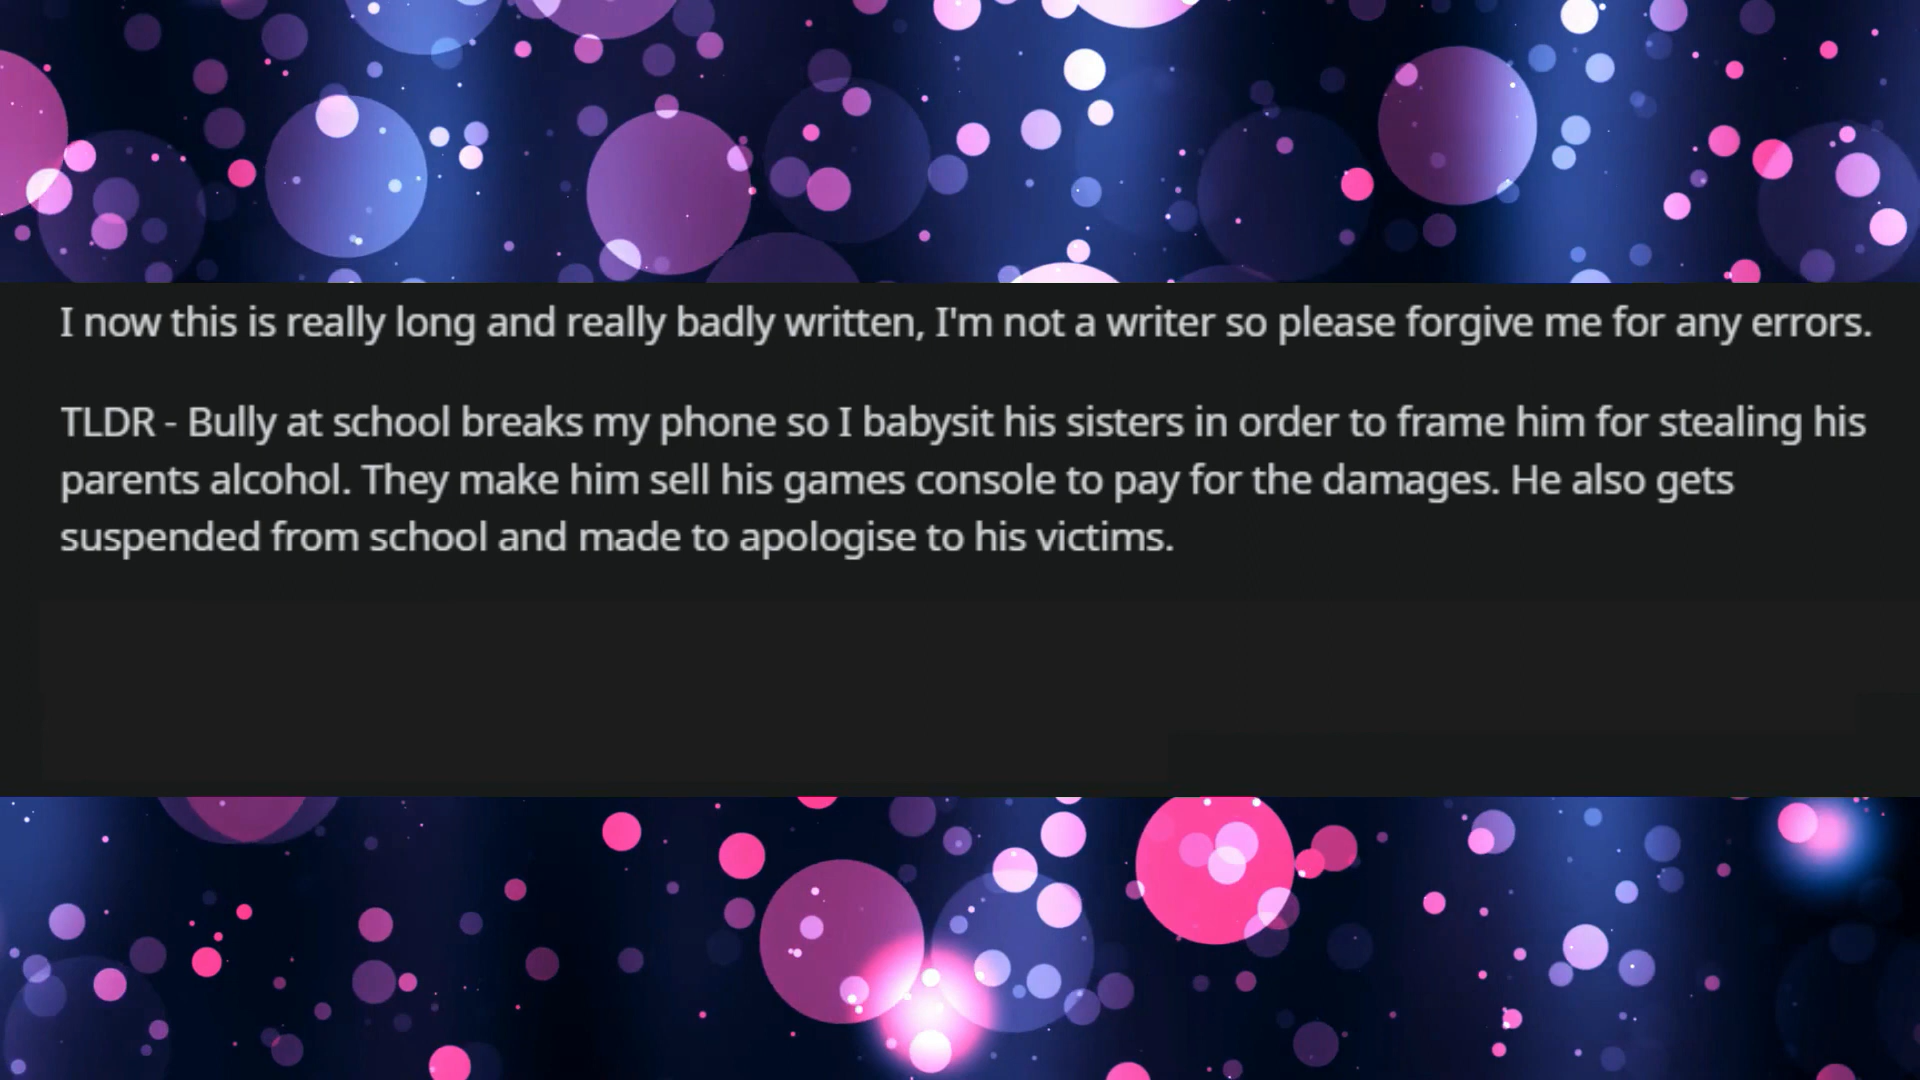 I now this is really long and really badly written, I'm not a writer so please forgive me for any errors.
TLDR - Bully at school breaks my phone so I babysit his sisters in order to frame him for stealing his
parents alcohol. They make him sell his games console to pay for the damages. He also gets
suspended from school and made to apologise to his victims.